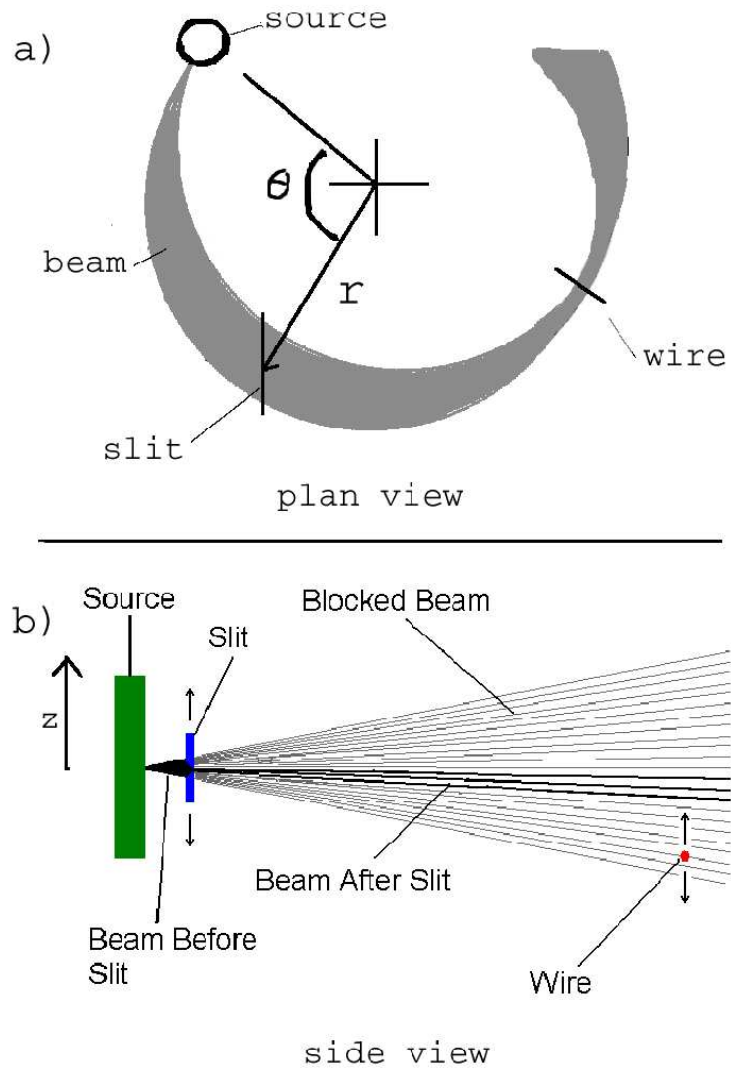 source
a)
θ
beam
r
wire
slit
plan view
Source
Blocked Beam
b)
Slit
z
Beam After Slit
Beam Before
Slit
Wire
side view